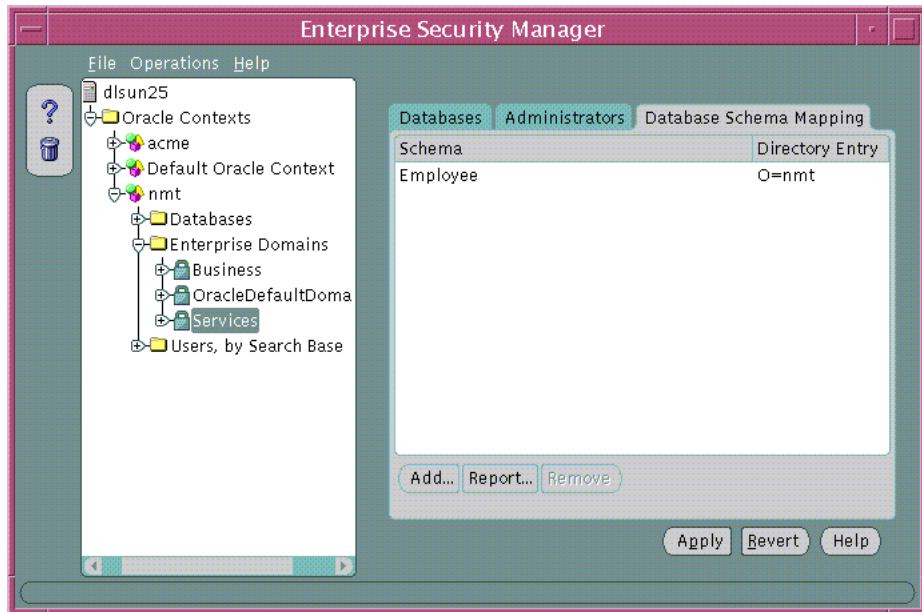 Enterprise Security Manager
File Operations Help
dlsun25
Oracle Contexts
acme
Default Oracle Context
nmt
Databases
Enterprise Domains
Business
OracleDefaultDoma
Services
Users, by Search Base
Databases Administrators Database Schema Mapping
Schema Directory Entry
Employee O=nmt
Add... Report... Remove
Apply Revert Help